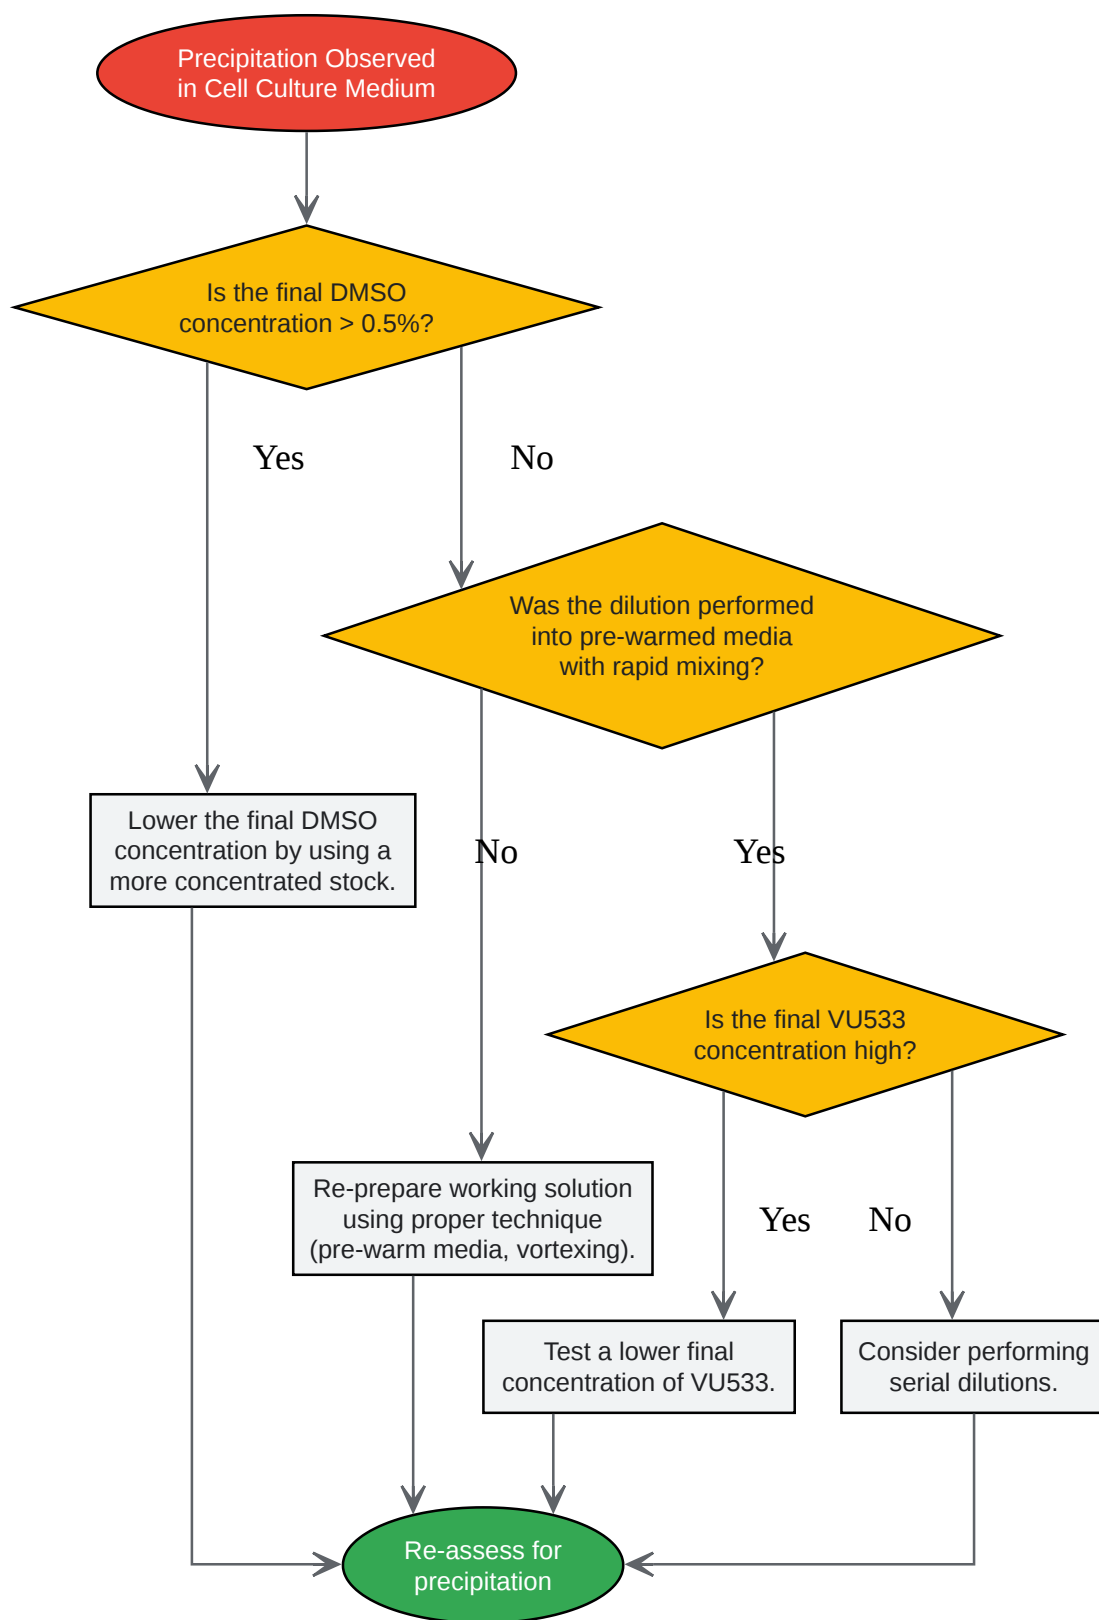 Precipitation Observed
in Cell Culture Medium
Is the final DMSO
concentration > 0.5%?
Yes
No
Was the dilution performed
into pre-warmed media
with rapid mixing?
Lower the final DMSO
concentration by using a
more concentrated stock.
No
Yes
Is the final VU533
concentration high?
Re-prepare working solution
using proper technique
(pre-warm media, vortexing).
Yes
No
Test a lower final
concentration of VU533.
Consider performing
serial dilutions.
Re-assess for
precipitation